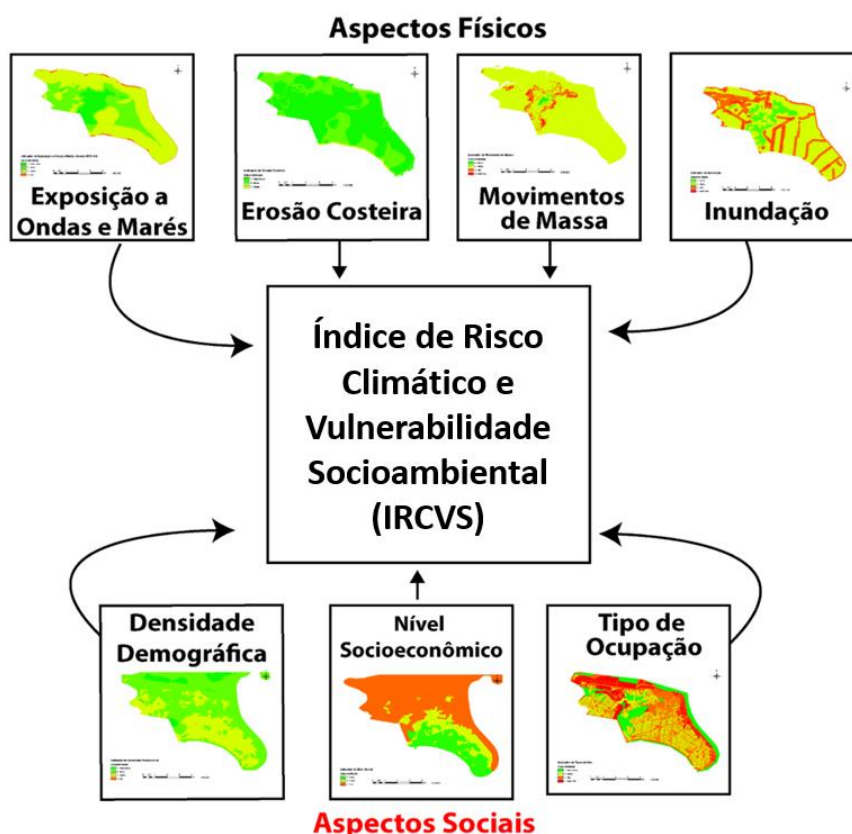 Aspectos Físicos
Exposição a
Ondas e Marés
Erosão Costeira
Movimentos
de Massa
Inundação
Índice de Risco
Climático e
Vulnerabilidade
Socioambiental
(IRCVS)
Densidade
Demográfica
Nível
Socioeconômico
Tipo de
Ocupação
Aspectos Sociais